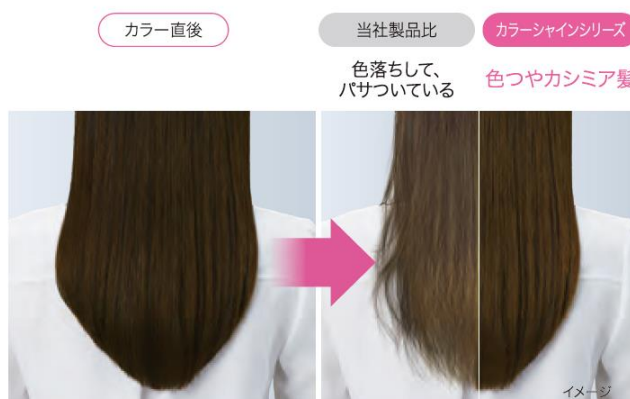 カラー直後
当社製品比
カラーシャインシリーズ
色落ちして、
パサついている
色つやカシミア髪
イメージ